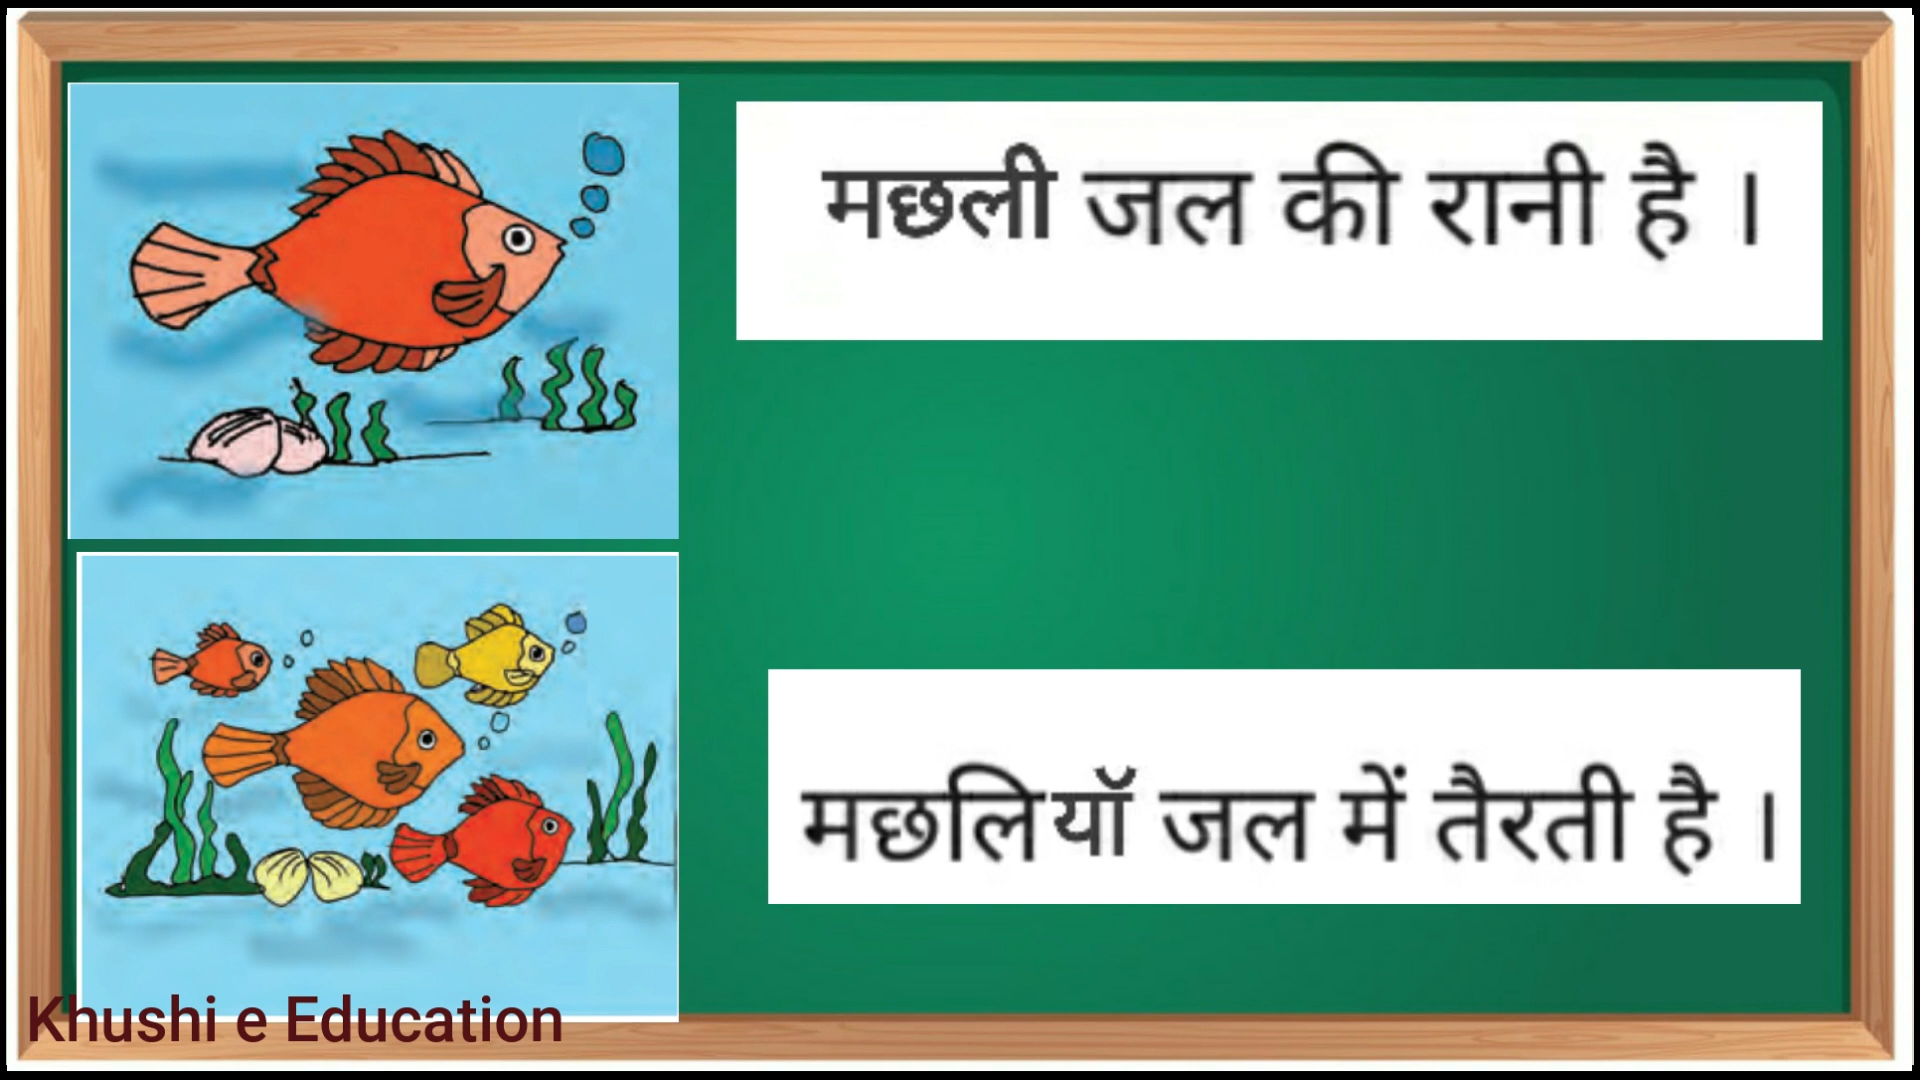 मछली जल की रानी है ।
मछलियॉ जल में तैरती है ।
Khushi e Education